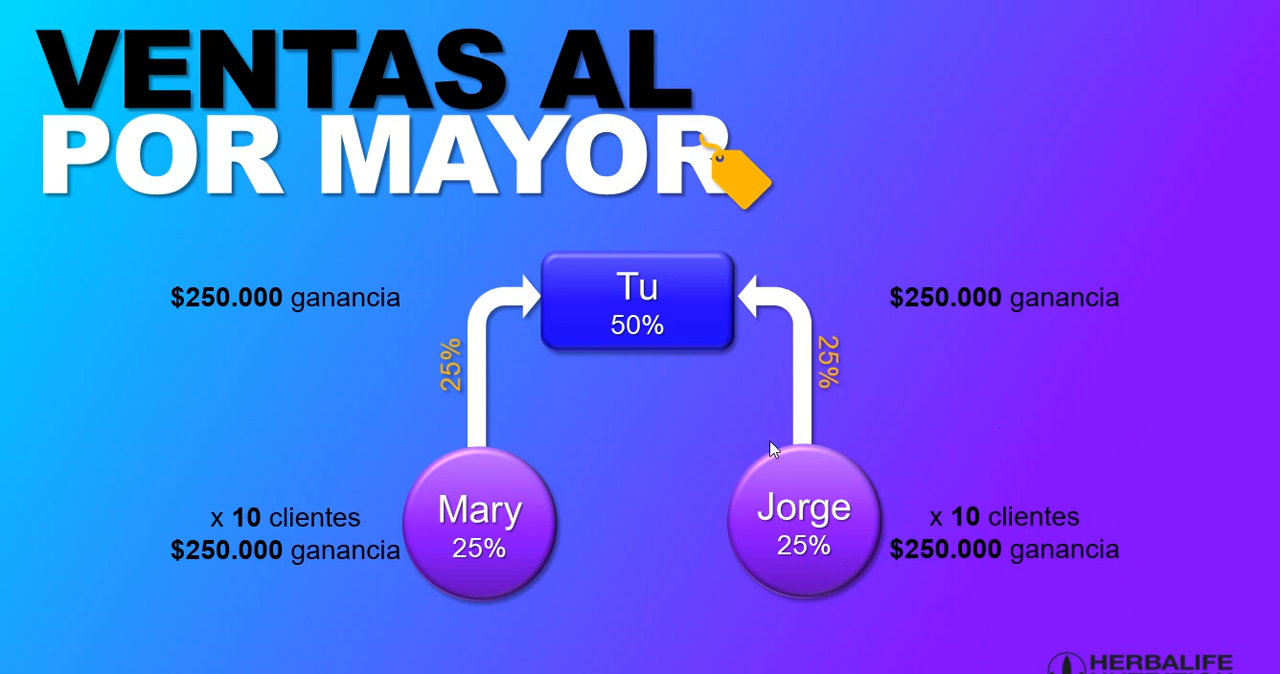 VENTAS AL
POR MAYOR
$250.000 ganancia
Tu
50%
$250.000 ganancia
25%
25%
Mary
25%
x 10 clientes
$250.000 ganancia
Jorge
25%
x 10 clientes
$250.000 ganancia
HERBALIFE